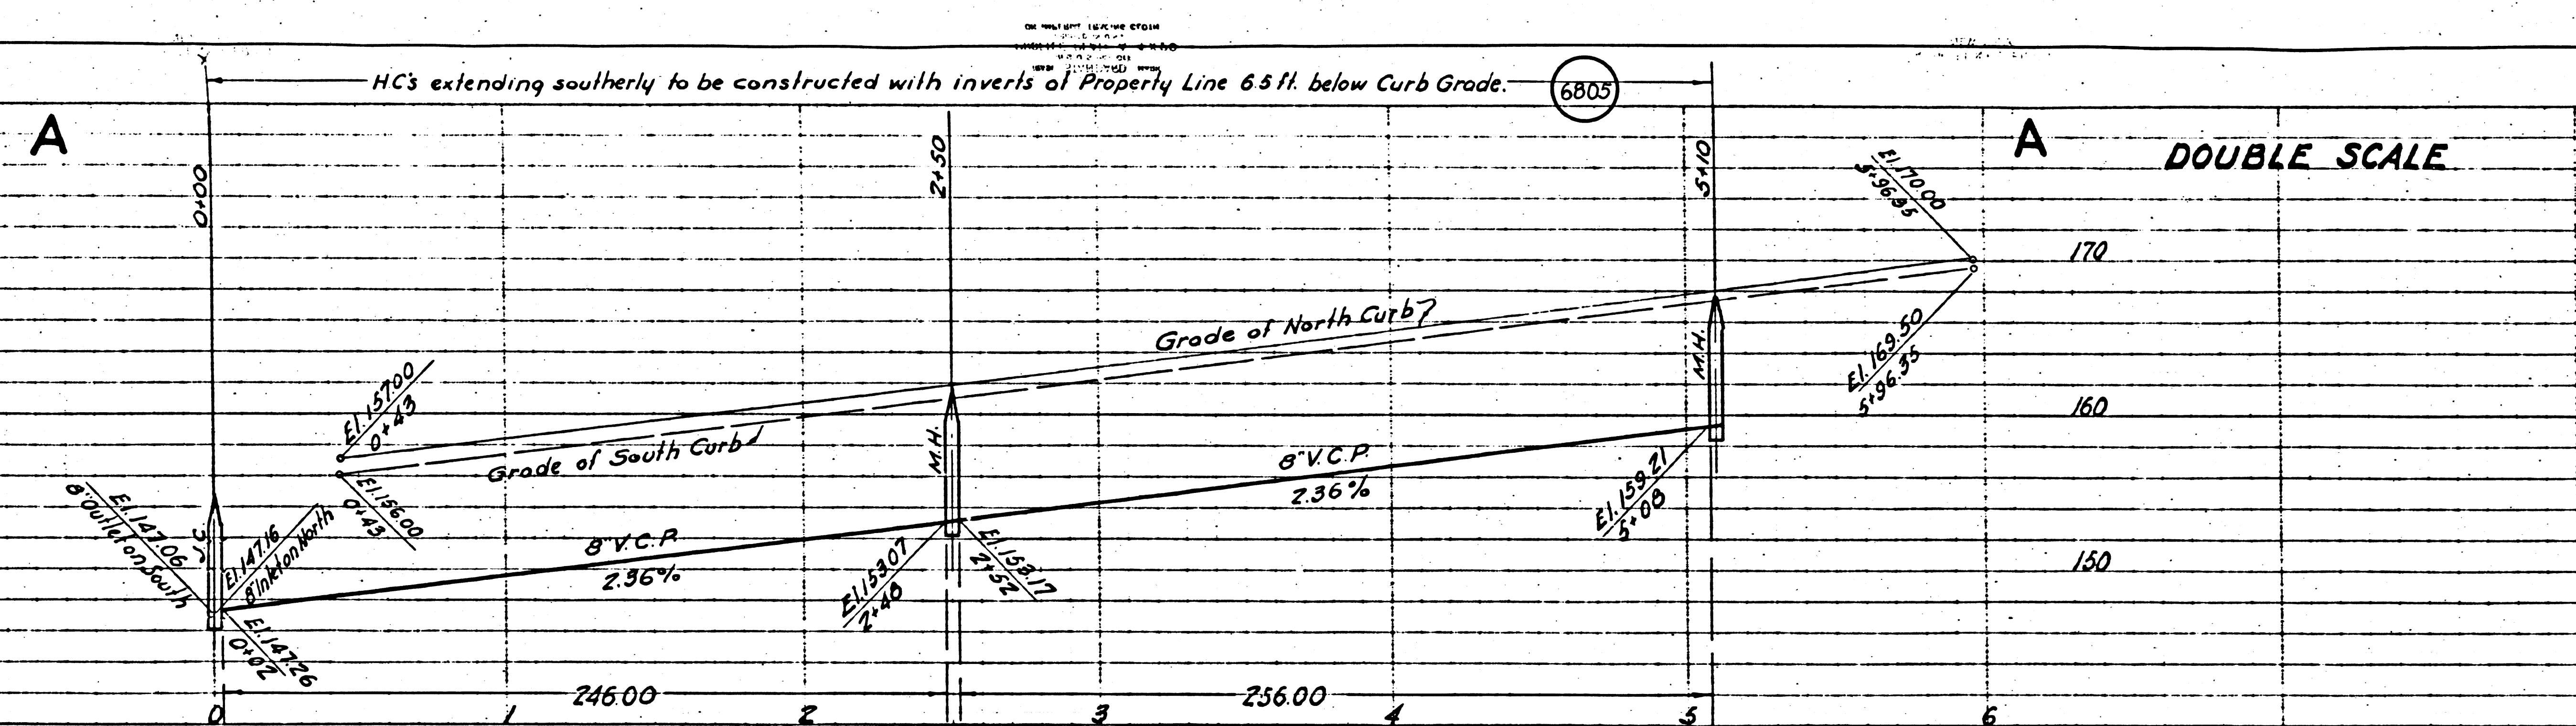 HC's extending southerly to be constructed with inverts at Property Line 6.5 ft. below Curb Grade.
6805
A
A
DOUBLE SCALE
0+00
2+50
5+10
El. 170.00
5+96.95
170
Grade of North Curb
M.H.
El. 169.50
5+96.35
160
El. 157.00
0+43
Grade of South Curb
M.H.
8" V.C.P.
2.36%
El. 159.21
5+08
El. 156.00
0+43
El. 147.06
8" Outlet on South
El. 147.16
8" Inlet on North
8" V.C.P.
2.36%
El. 153.07
2+48
El. 153.17
2+52
150
El. 147.26
0+02
246.00
256.00
0
1
2
3
4
5
6